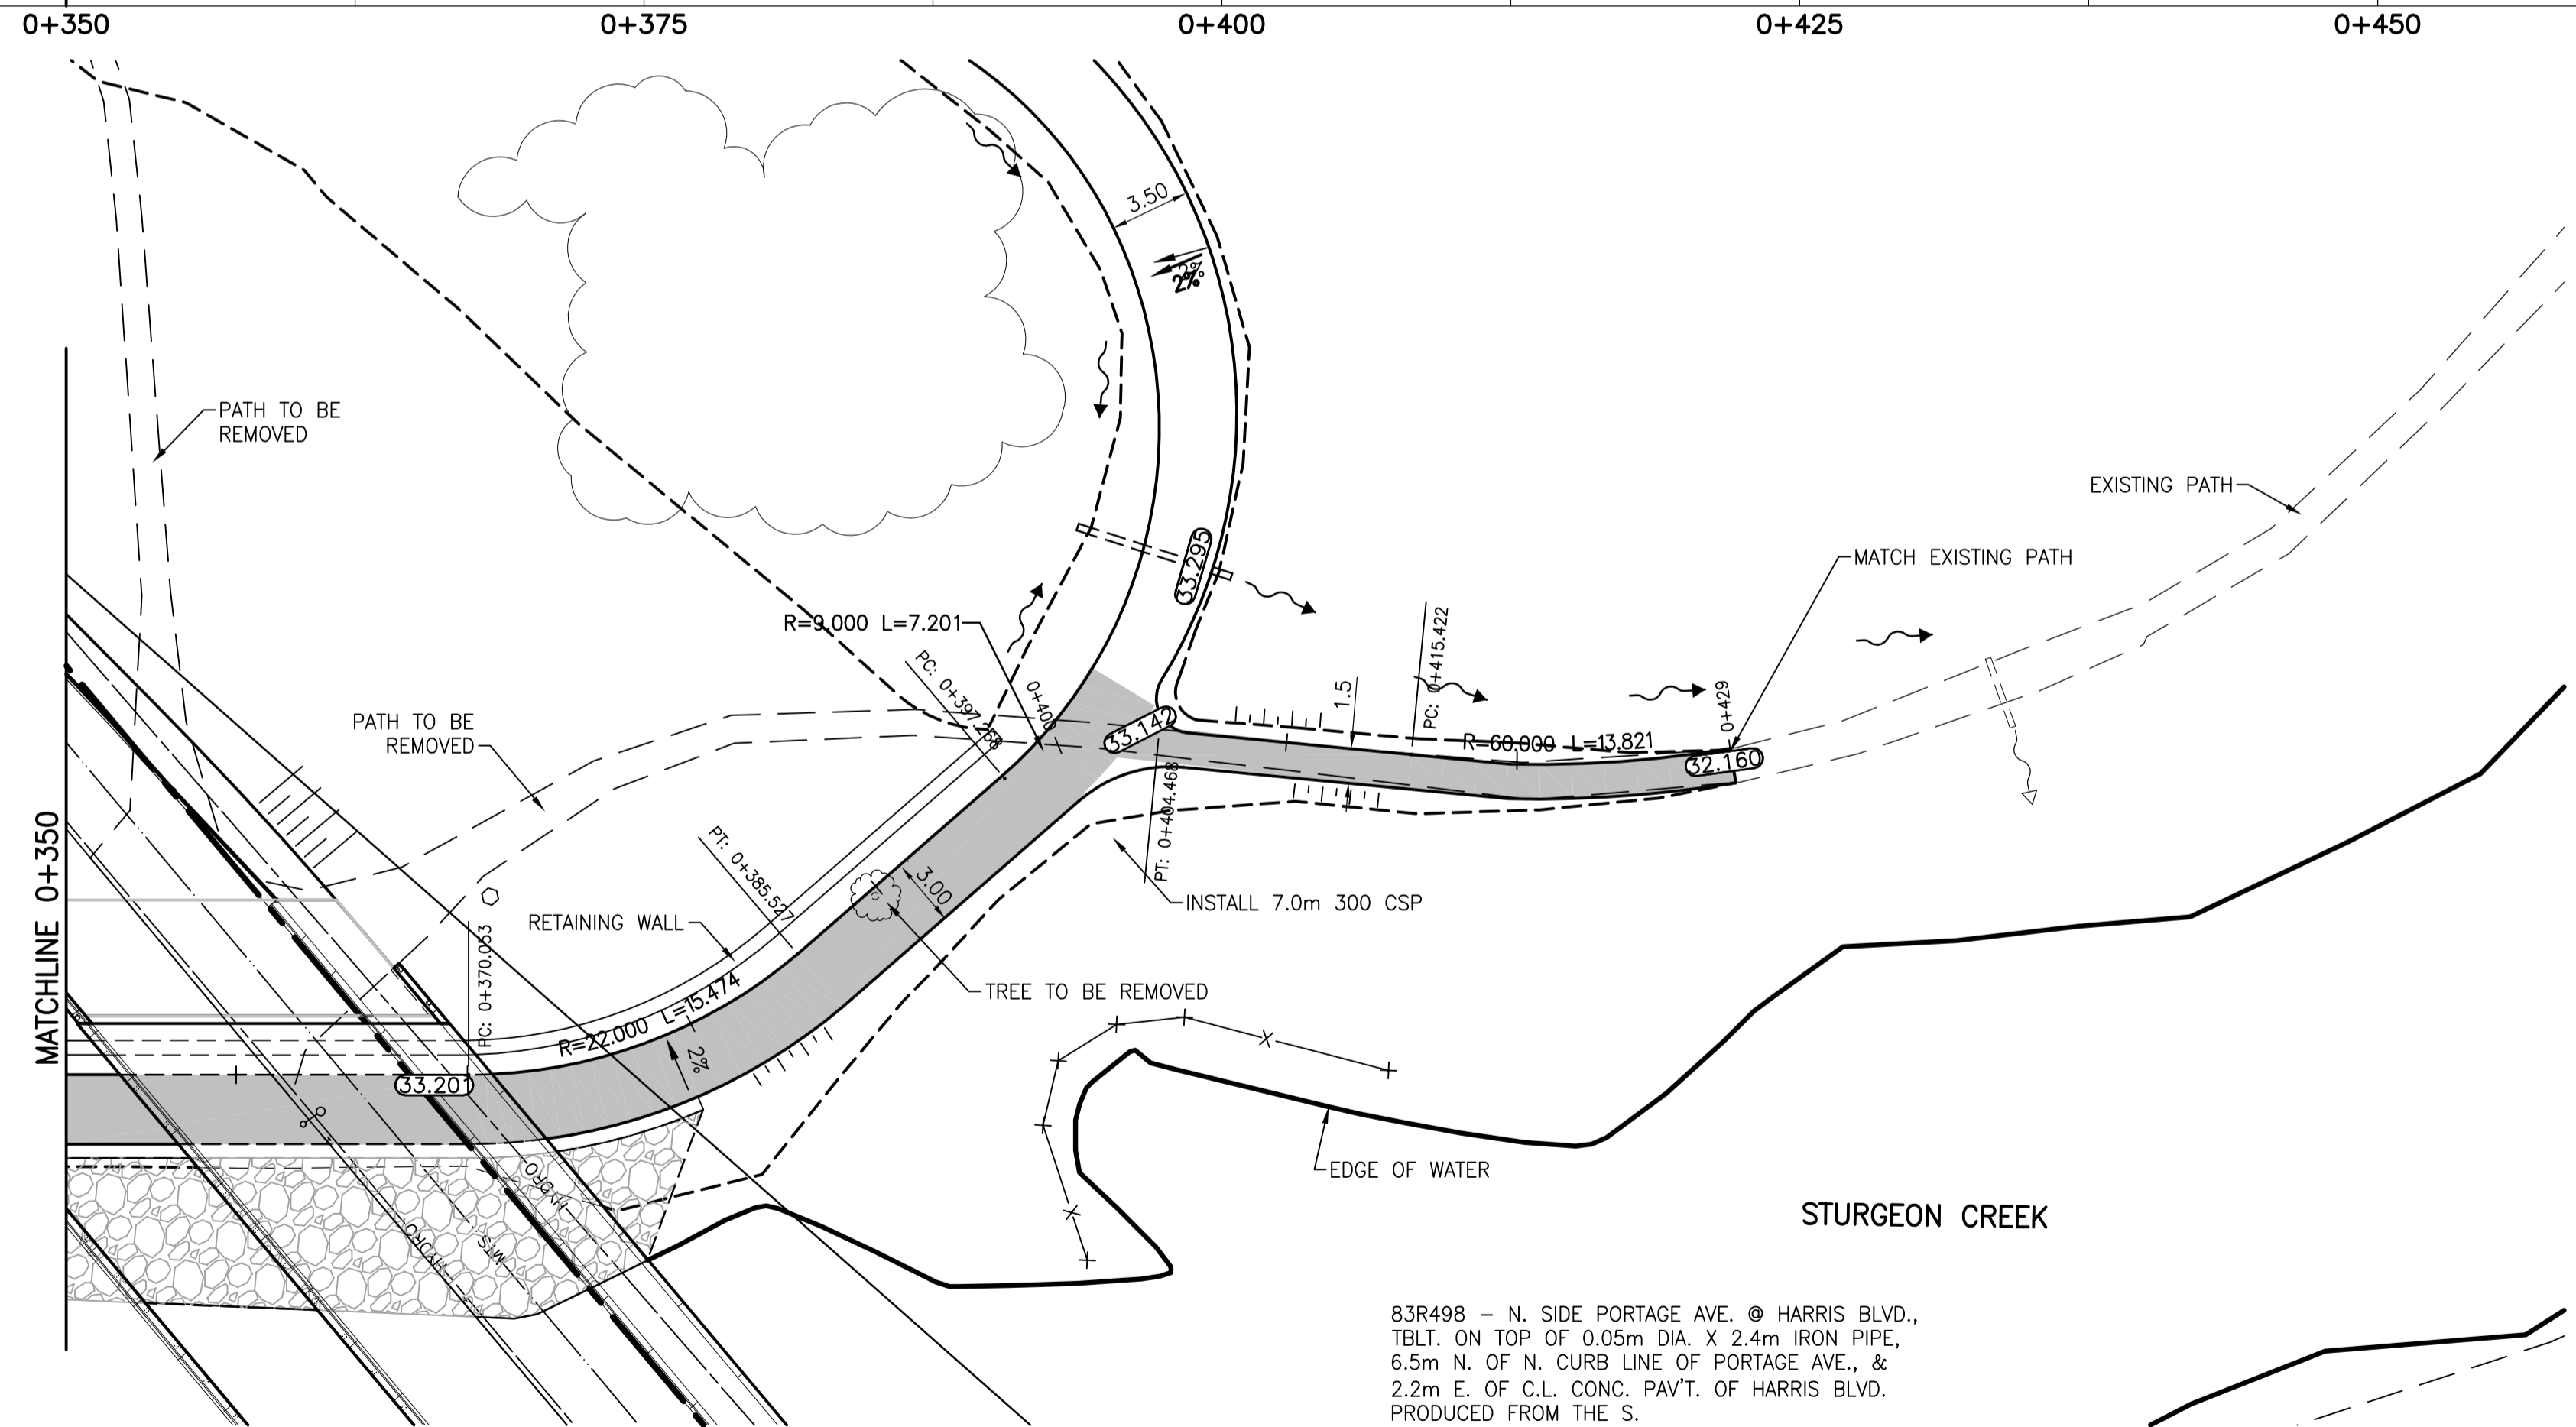 0+350
0+375
0+400
0+425
0+450
3.50
2%
2%
PATH TO BE
REMOVED
EXISTING PATH
MATCH EXISTING PATH
33.295
R=9.000 L=7.201
PC: 0+415.422
PC: 0+397.268
0+400
1.5
0+429
33.142
R=60.000 L=13.821
32.160
PATH TO BE
REMOVED
PT: 0+404.468
PT: 0+385.527
3.00
INSTALL 7.0m 300 CSP
RETAINING WALL
PC: 0+370.053
TREE TO BE REMOVED
R=22.000 L=15.474
2%
MATCHLINE 0+350
33.201
EDGE OF WATER
HYDRO
HYDRO
MTS
STURGEON CREEK
83R498 – N. SIDE PORTAGE AVE. @ HARRIS BLVD.,
TBLT. ON TOP OF 0.05m DIA. X 2.4m IRON PIPE,
6.5m N. OF N. CURB LINE OF PORTAGE AVE., &
2.2m E. OF C.L. CONC. PAV'T. OF HARRIS BLVD.
PRODUCED FROM THE S.